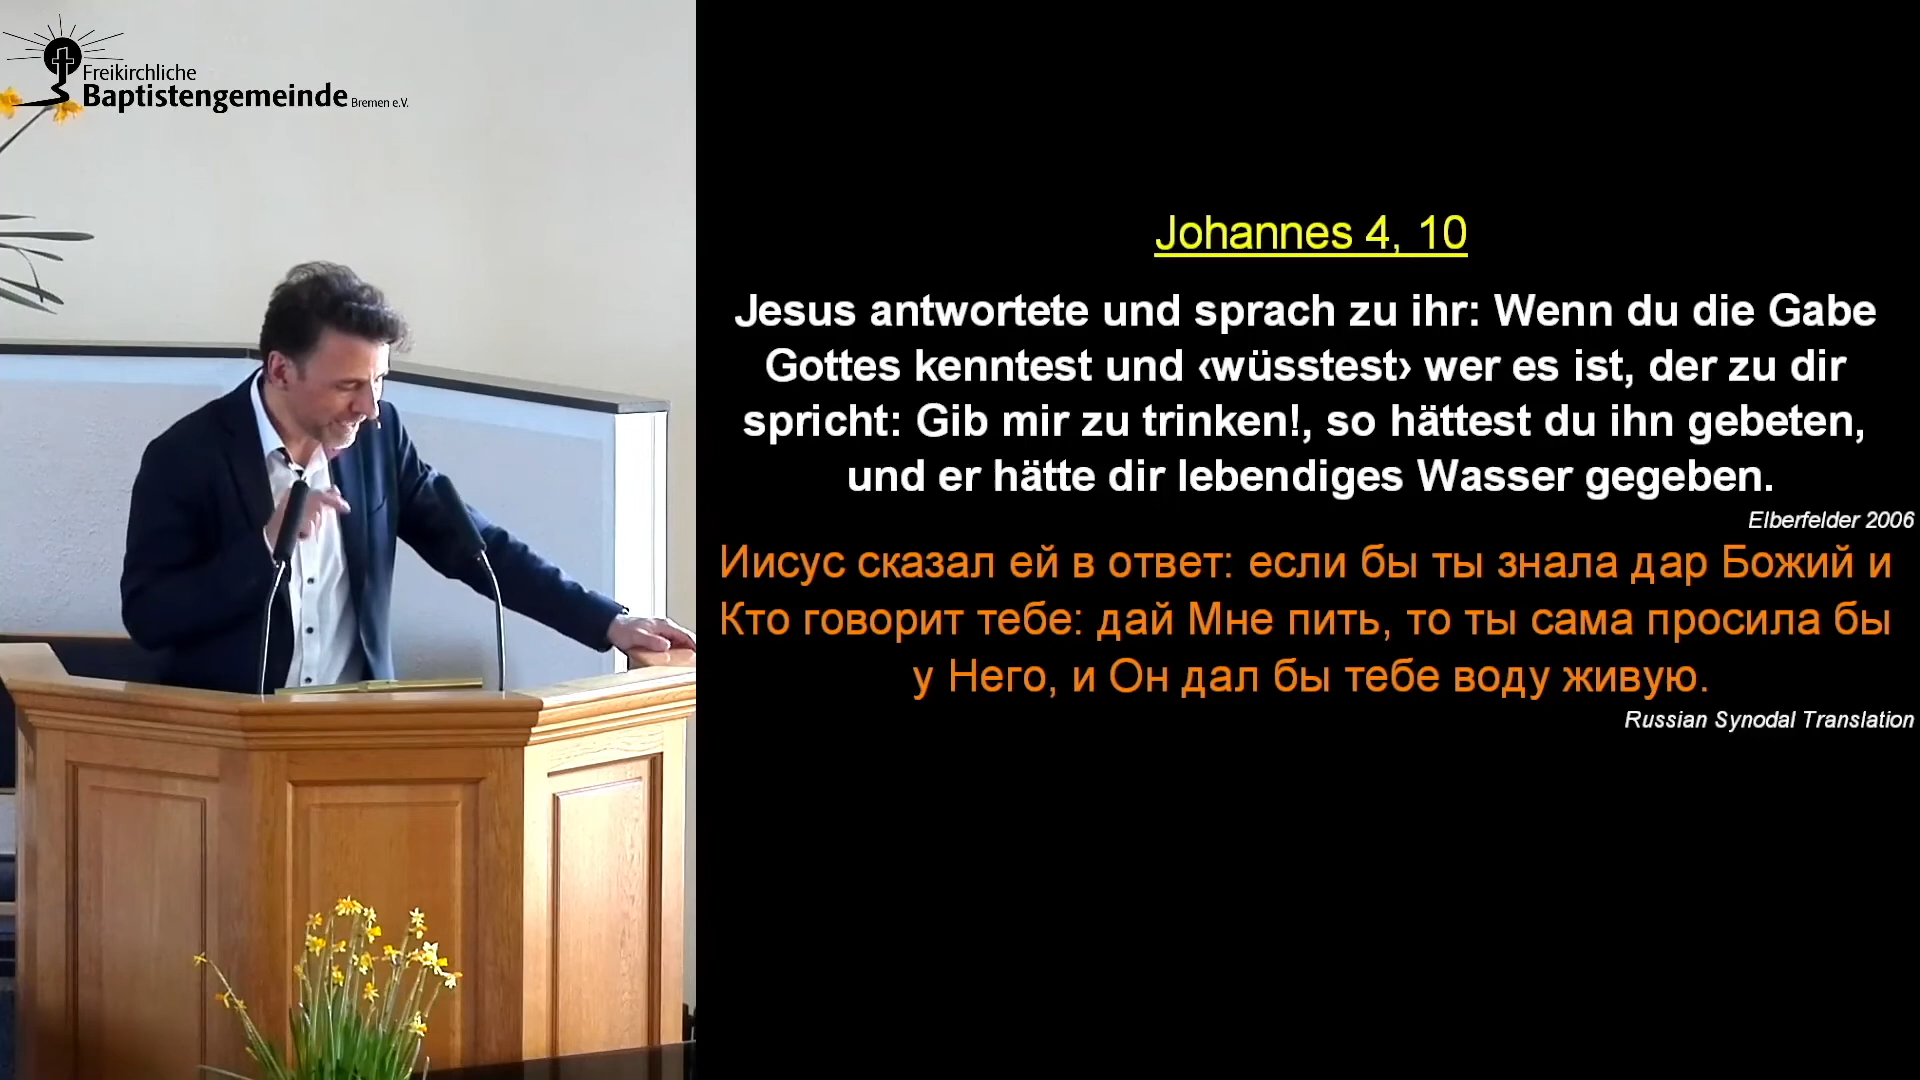 Freikirchliche
Baptistengemeinde Bremen e.V.
Johannes 4, 10
Jesus antwortete und sprach zu ihr: Wenn du die Gabe
Gottes kenntest und ‹wüsstest› wer es ist, der zu dir
spricht: Gib mir zu trinken!, so hättest du ihn gebeten,
und er hätte dir lebendiges Wasser gegeben.
Elberfelder 2006
Иисус сказал ей в ответ: если бы ты знала дар Божий и
Кто говорит тебе: дай Мне пить, то ты сама просила бы
у Него, и Он дал бы тебе воду живую.
Russian Synodal Translation